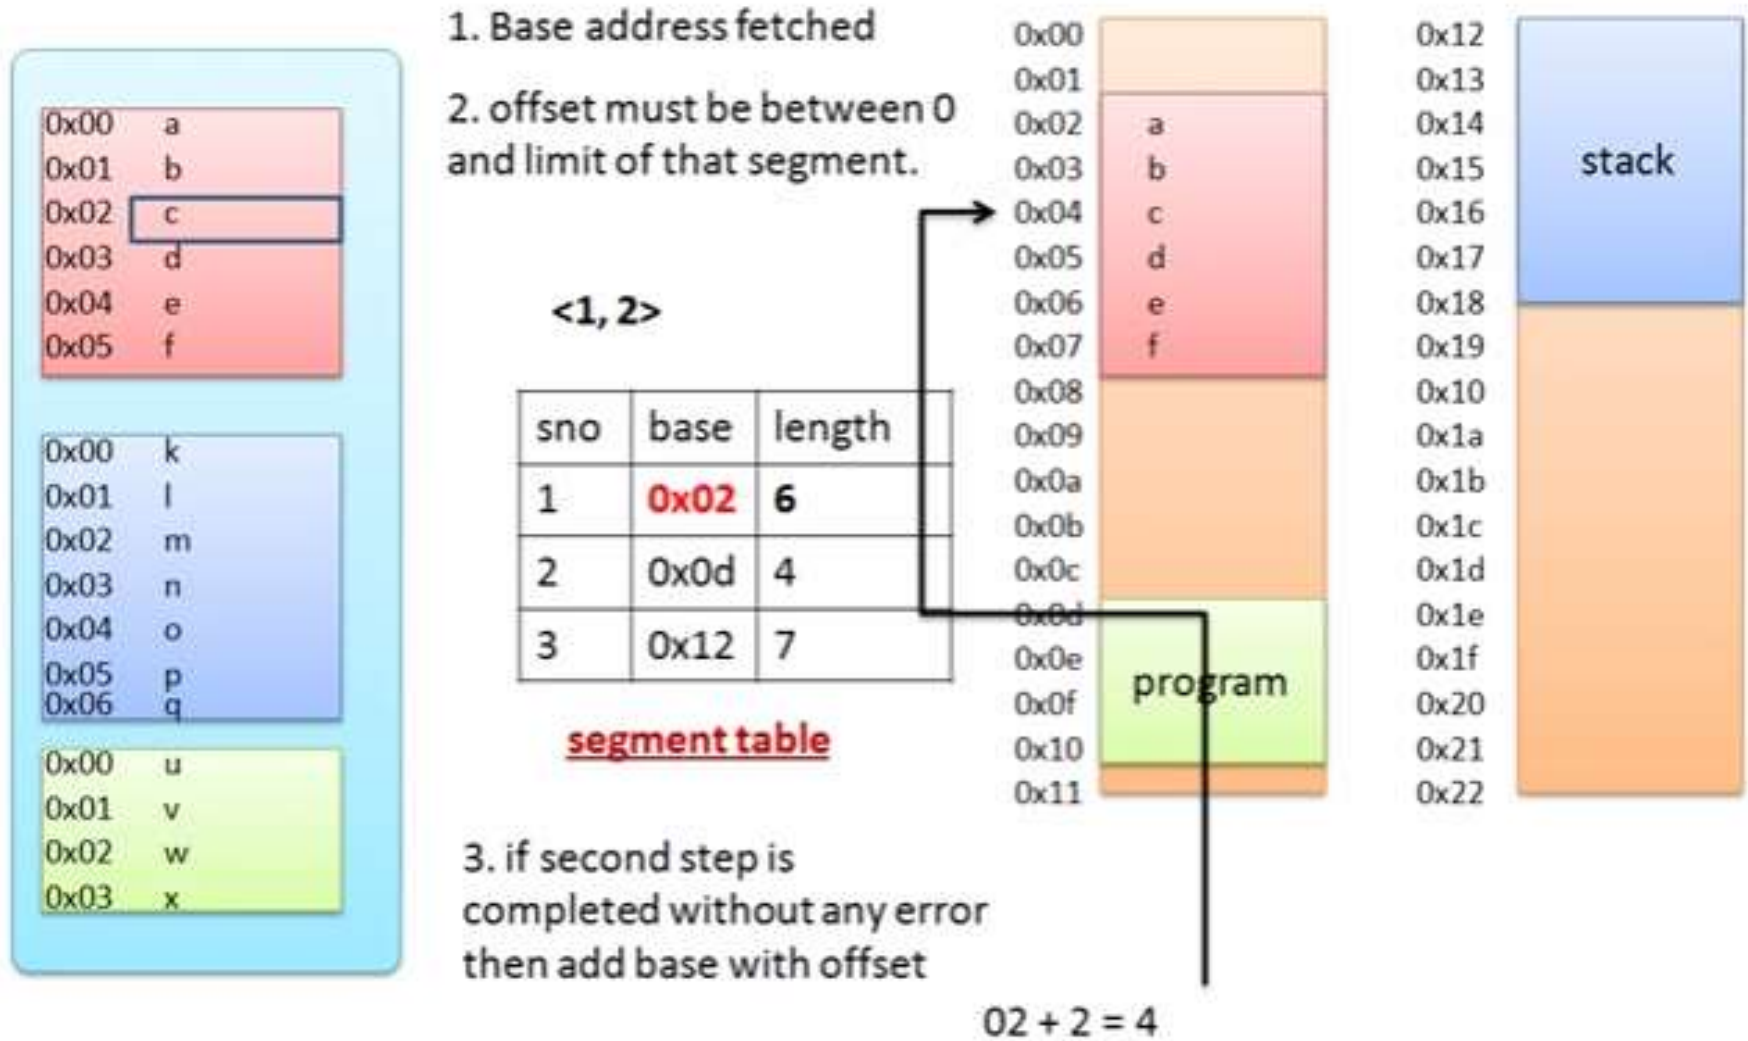 0x00 a
0x01 b
0x02 c
0x03 d
0x04 e
0x05 f
0x00 k
0x01 l
0x02 m
0x03 n
0x04 o
0x05 p
0x06 q
0x00 u
0x01 v
0x02 w
0x03 x
1. Base address fetched
2. offset must be between 0
and limit of that segment.
<1, 2>
sno base length
1 0x02 6
2 0x0d 4
3 0x12 7
segment table
3. if second step is
completed without any error
then add base with offset
02 + 2 = 4
0x00
0x01
0x02 a
0x03 b
0x04 c
0x05 d
0x06 e
0x07 f
0x08
0x09
0x0a
0x0b
0x0c
0x0d
0x0e
program
0x0f
0x10
0x11
0x12
0x13
0x14
0x15 stack
0x16
0x17
0x18
0x19
0x10
0x1a
0x1b
0x1c
0x1d
0x1e
0x1f
0x20
0x21
0x22